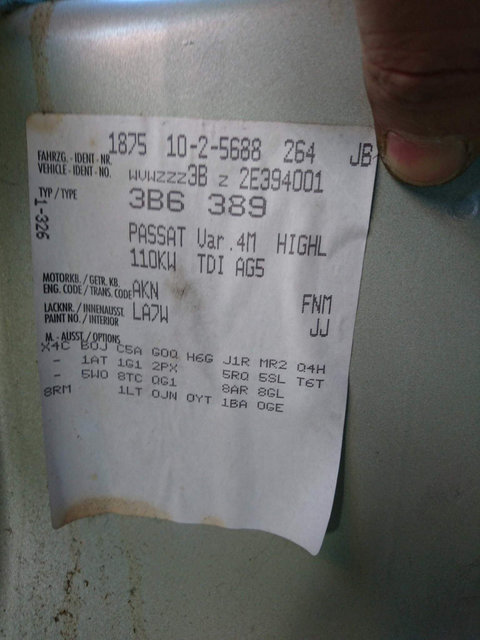 1875 10-2-5688 264 JB
FAHRZG.-IDENT-NR.
VEHICLE-IDENT-NO. WVWZZZ3B Z 2E394001
TYP / TYPE 3B6 389
1-326
PASSAT Var.4M HIGHL
110KW TDI AG5
MOTORKB./GETR.KB.
ENG.CODE/TRANS.CODE AKN FNM
LACKNR./INNENAUSST.
PAINT NO./INTERIOR LA7W JJ
M.-AUSST./OPTIONS
X4C B0J C5A G0Q H6G J1R MR2 Q4H
- 1AT 1G1 2PX 5RQ 5SL T6T
- 5W0 8TC QG1 8AR 8GL
8RM 1LT 0JN 0YT 1BA 0GE